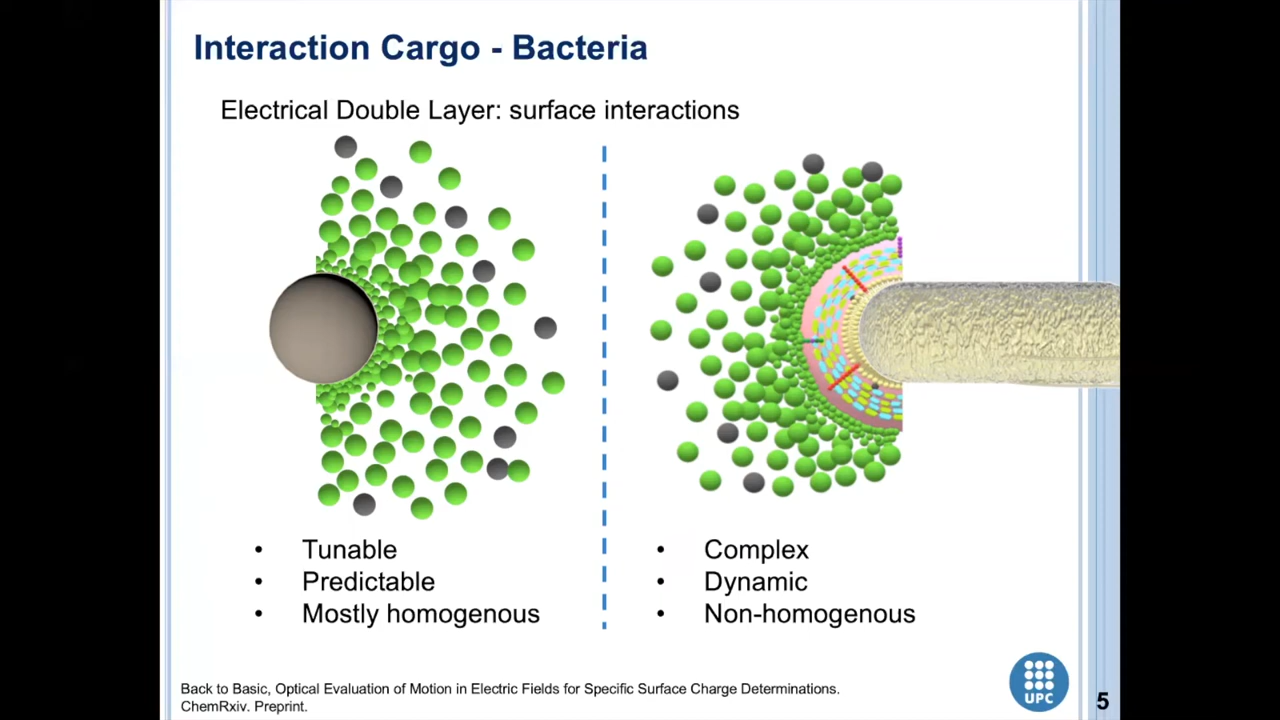 Interaction Cargo - Bacteria
Electrical Double Layer: surface interactions
• Tunable
• Predictable
• Mostly homogenous
• Complex
• Dynamic
• Non-homogenous
Back to Basic, Optical Evaluation of Motion in Electric Fields for Specific Surface Charge Determinations.
ChemRxiv. Preprint.
UPC
5